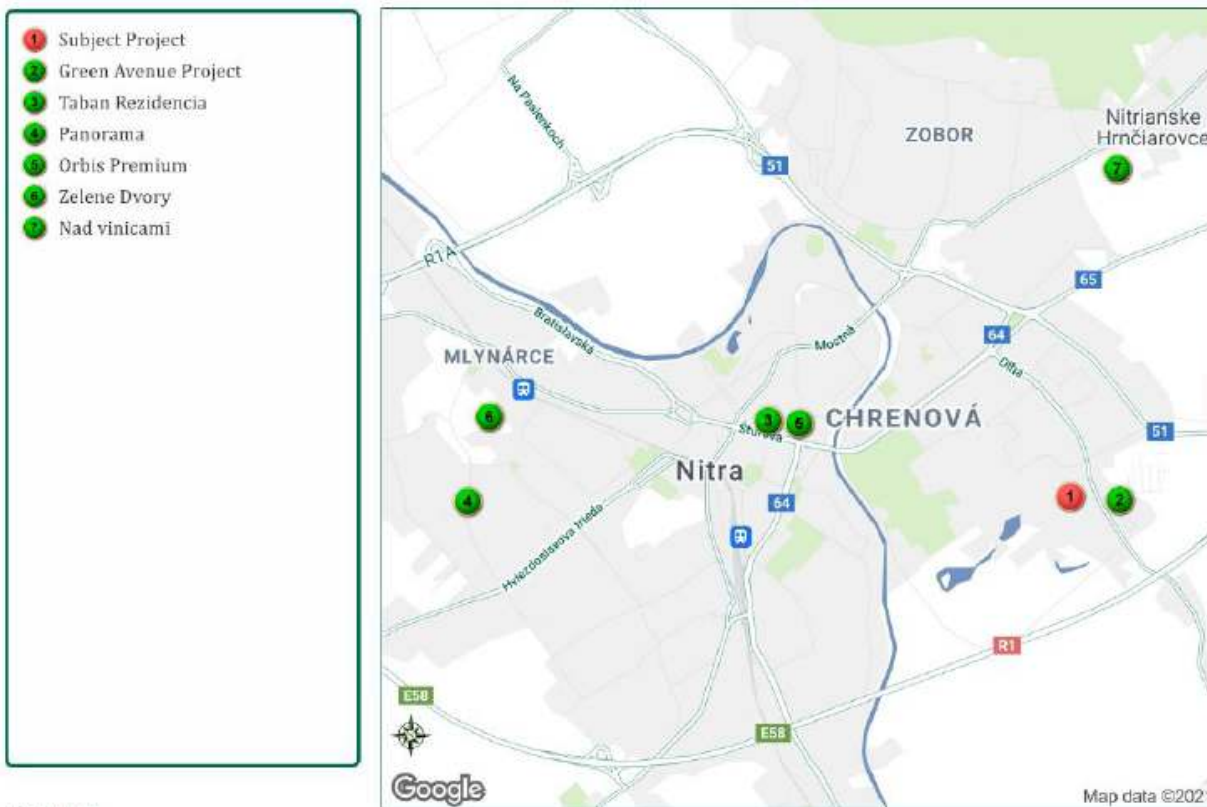 1 Subject Project
2 Green Avenue Project
3 Taban Rezidencia
4 Panorama
5 Orbis Premium
6 Zelene Dvory
7 Nad vinicami
Na Pasienkoch
ZOBOR
Nitrianske
Hrnčiarovce
51
7
R1A
65
Bratislavská
Mostná
64
Dlhá
MLYNÁRCE
6
3
5
CHRENOVÁ
Štúrova
51
Nitra
4
64
1
2
Hviezdoslavova trieda
R1
E58
E58
Google
Map data ©202